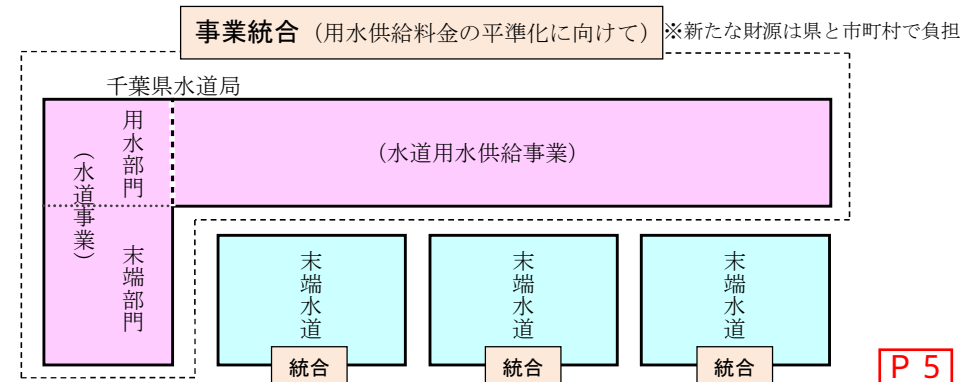 事業統合（用水供給料金の平準化に向けて）
※新たな財源は県と市町村で負担
千葉県水道局
用水部門
（水道事業）
（水道用水供給事業）
末端部門
末端水道
末端水道
末端水道
統合
統合
統合
Ｐ５